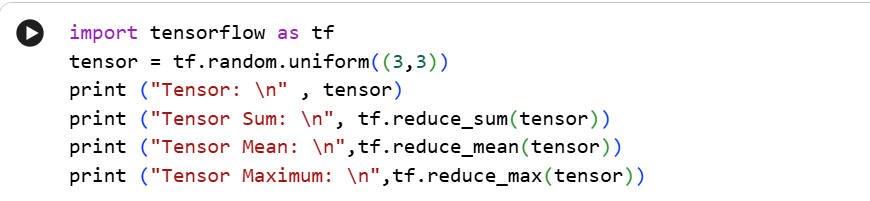 import tensorflow as tf
tensor = tf.random.uniform((3,3))
print ("Tensor: \n" , tensor)
print ("Tensor Sum: \n", tf.reduce_sum(tensor))
print ("Tensor Mean: \n",tf.reduce_mean(tensor))
print ("Tensor Maximum: \n",tf.reduce_max(tensor))